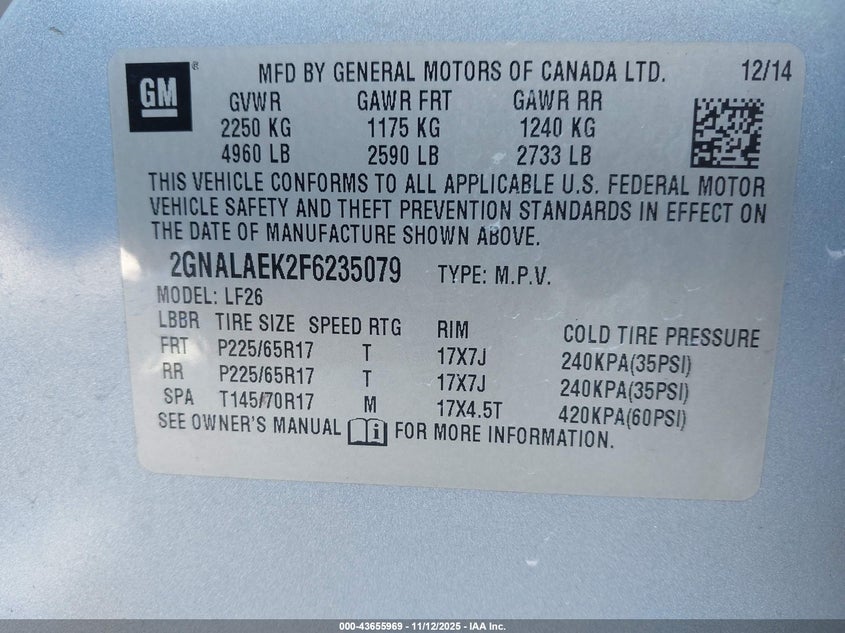 GM® MFD BY GENERAL MOTORS OF CANADA LTD. 12/14
GVWR GAWR FRT GAWR RR
2250 KG 1175 KG 1240 KG
4960 LB 2590 LB 2733 LB
THIS VEHICLE CONFORMS TO ALL APPLICABLE U.S. FEDERAL MOTOR
VEHICLE SAFETY AND THEFT PREVENTION STANDARDS IN EFFECT ON
THE DATE OF MANUFACTURE SHOWN ABOVE.
2GNALAEK2F6235079 TYPE: M.P.V.
MODEL: LF26
LBBR TIRE SIZE SPEED RTG RIM COLD TIRE PRESSURE
FRT P225/65R17 T 17X7J 240KPA(35PSI)
RR P225/65R17 T 17X7J 240KPA(35PSI)
SPA T145/70R17 M 17X4.5T 420KPA(60PSI)
SEE OWNER'S MANUAL FOR MORE INFORMATION.
000-43655969 - 11/12/2025 - IAA Inc.